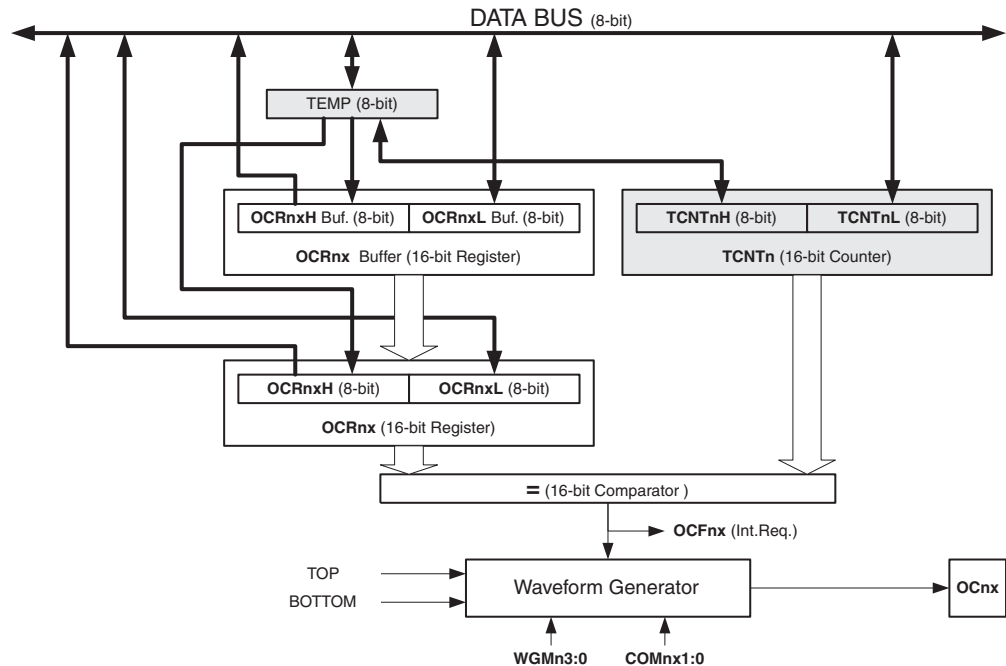 DATA BUS (8-bit)
TEMP (8-bit)
OCRnxH Buf. (8-bit) OCRnxL Buf. (8-bit)
OCRnx Buffer (16-bit Register)
TCNTnH (8-bit) TCNTnL (8-bit)
TCNTn (16-bit Counter)
OCRnxH (8-bit) OCRnxL (8-bit)
OCRnx (16-bit Register)
= (16-bit Comparator )
OCFnx (Int.Req.)
TOP
BOTTOM
Waveform Generator
OCnx
WGMn3:0 COMnx1:0